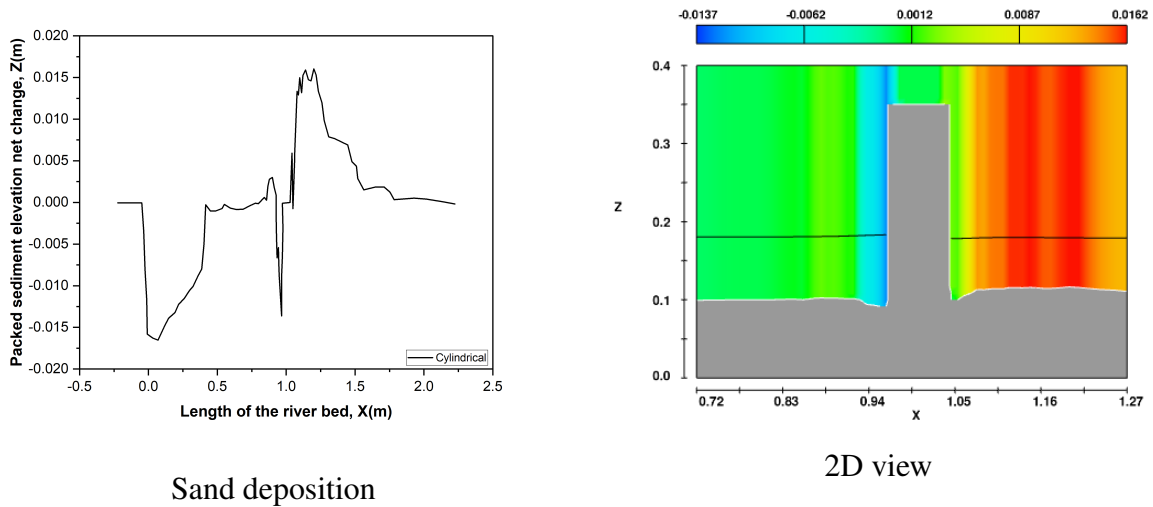 0.020
0.015
0.010
0.005
0.000
-0.005
-0.010
-0.015
-0.020
Packed sediment elevation net change, Z(m)
-0.5 0.0 0.5 1.0 1.5 2.0 2.5
Length of the river bed, X(m)
Cylindrical
Sand deposition
-0.0137 -0.0062 0.0012 0.0087 0.0162
0.4
0.3
0.2
0.1
0.0
Z
0.72 0.83 0.94 1.05 1.16 1.27
X
2D view